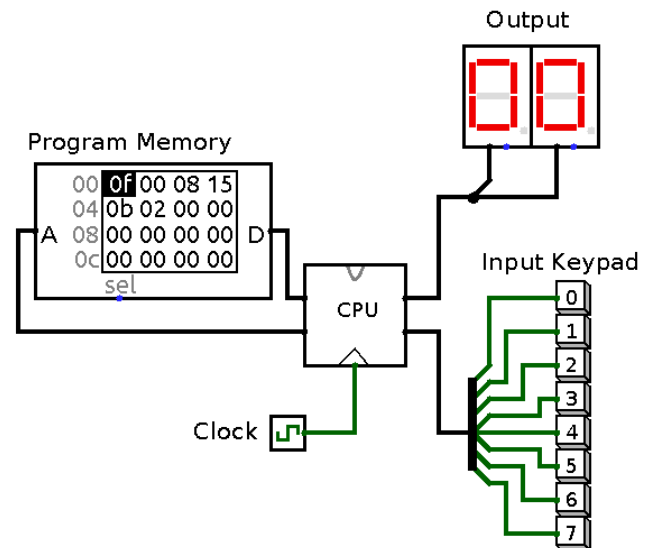 Output
00
Program Memory
00 0f 00 08 15
04 0b 02 00 00
A 08 00 00 00 00 D
0c 00 00 00 00
sel
CPU
Input Keypad
0
1
2
3
4
5
6
7
Clock